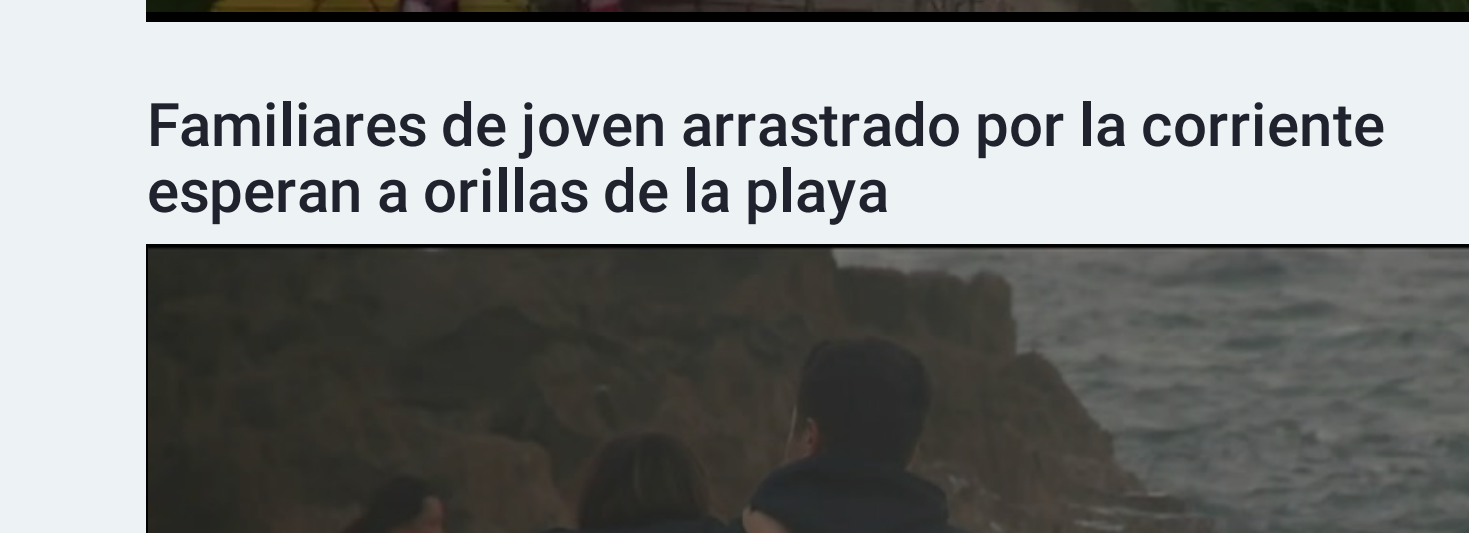 Familiares de joven arrastrado por la corriente
esperan a orillas de la playa